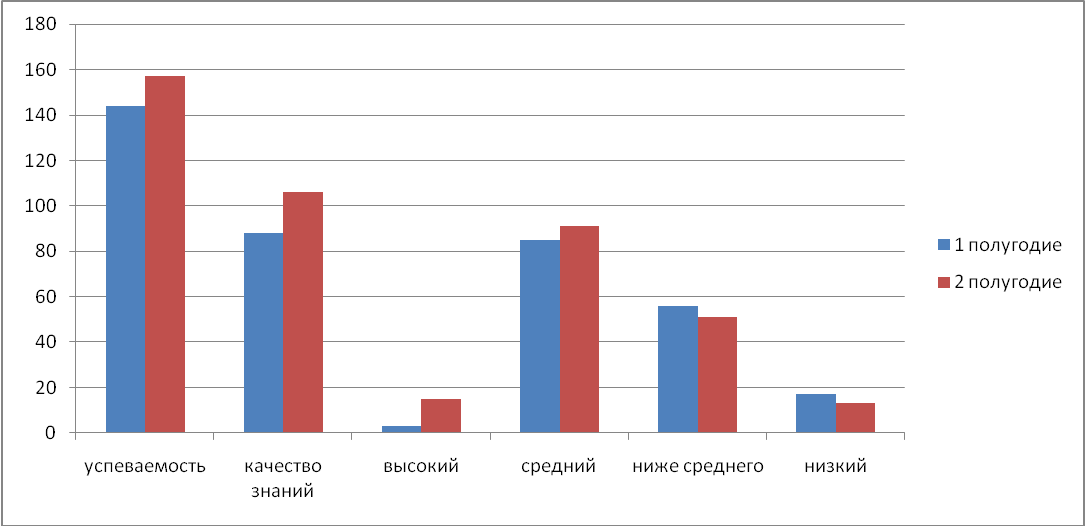 180
160
140
120
100
80
60
40
20
0
успеваемость
качество
знаний
высокий
средний
ниже среднего
низкий
1 полугодие
2 полугодие